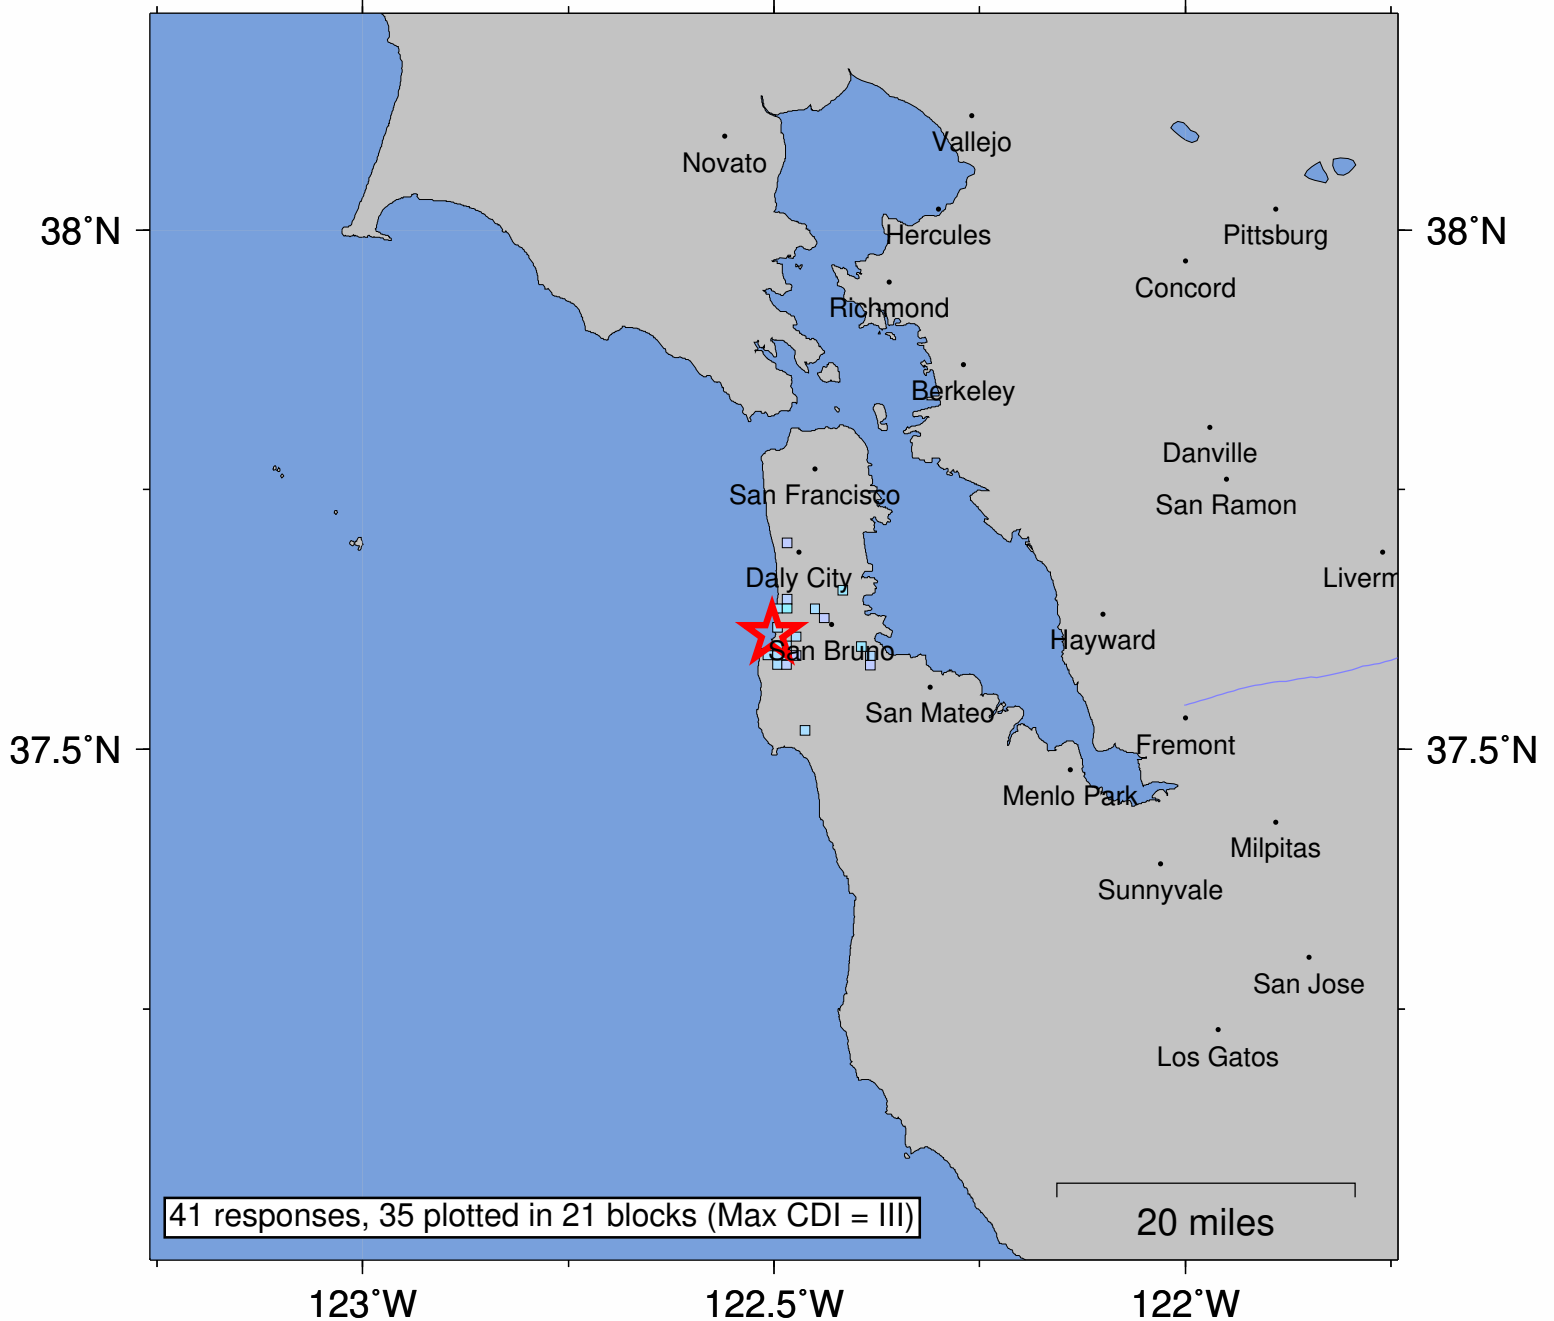 Vallejo
Novato
38°N
Hercules
Pittsburg
38°N
Concord
Richmond
Berkeley
Danville
San Francisco
San Ramon
Daly City
Liverm
Hayward
San Bruno
San Mateo
37.5°N
Fremont
37.5°N
Menlo Park
Milpitas
Sunnyvale
San Jose
Los Gatos
41 responses, 35 plotted in 21 blocks (Max CDI = III)
20 miles
123°W
122.5°W
122°W